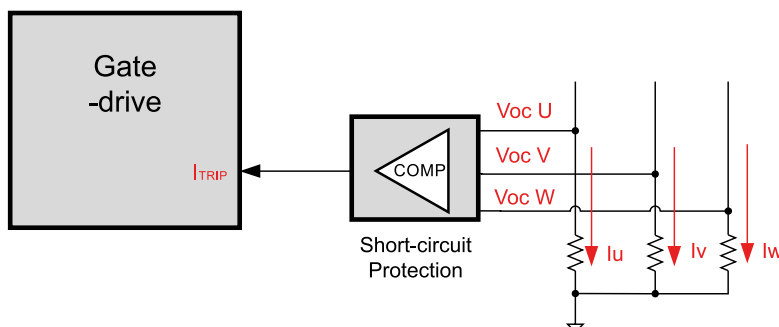 Gate
-drive
ITRIP
COMP
Voc U
Voc V
Voc W
Short-circuit
Protection
Iu
Iv
Iw